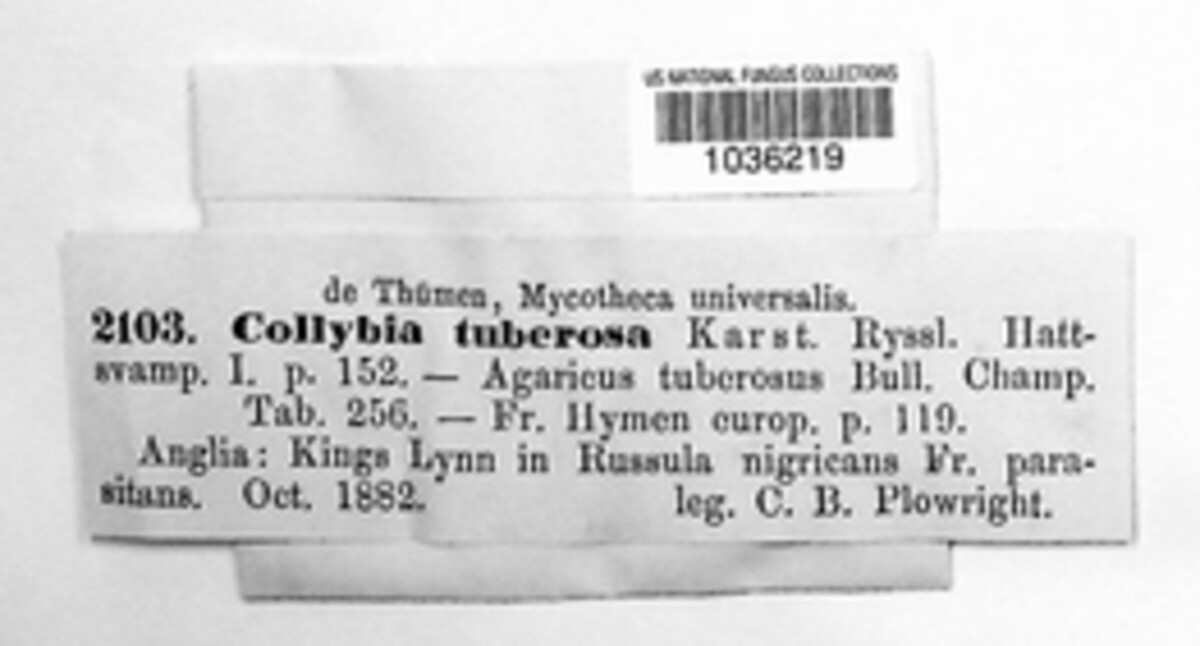 US NATIONAL FUNGUS COLLECTIONS
1036219
de Thümen, Mycotheca universalis.
2103. Collybia tuberosa Karst. Ryssl. Hatt-
svamp. I. p. 152. — Agaricus tuberosus Bull. Champ.
Tab. 256. — Fr. Hymen europ. p. 119.
Anglia: Kings Lynn in Russula nigricans Fr. para-
sitans. Oct. 1882. leg. C. B. Plowright.